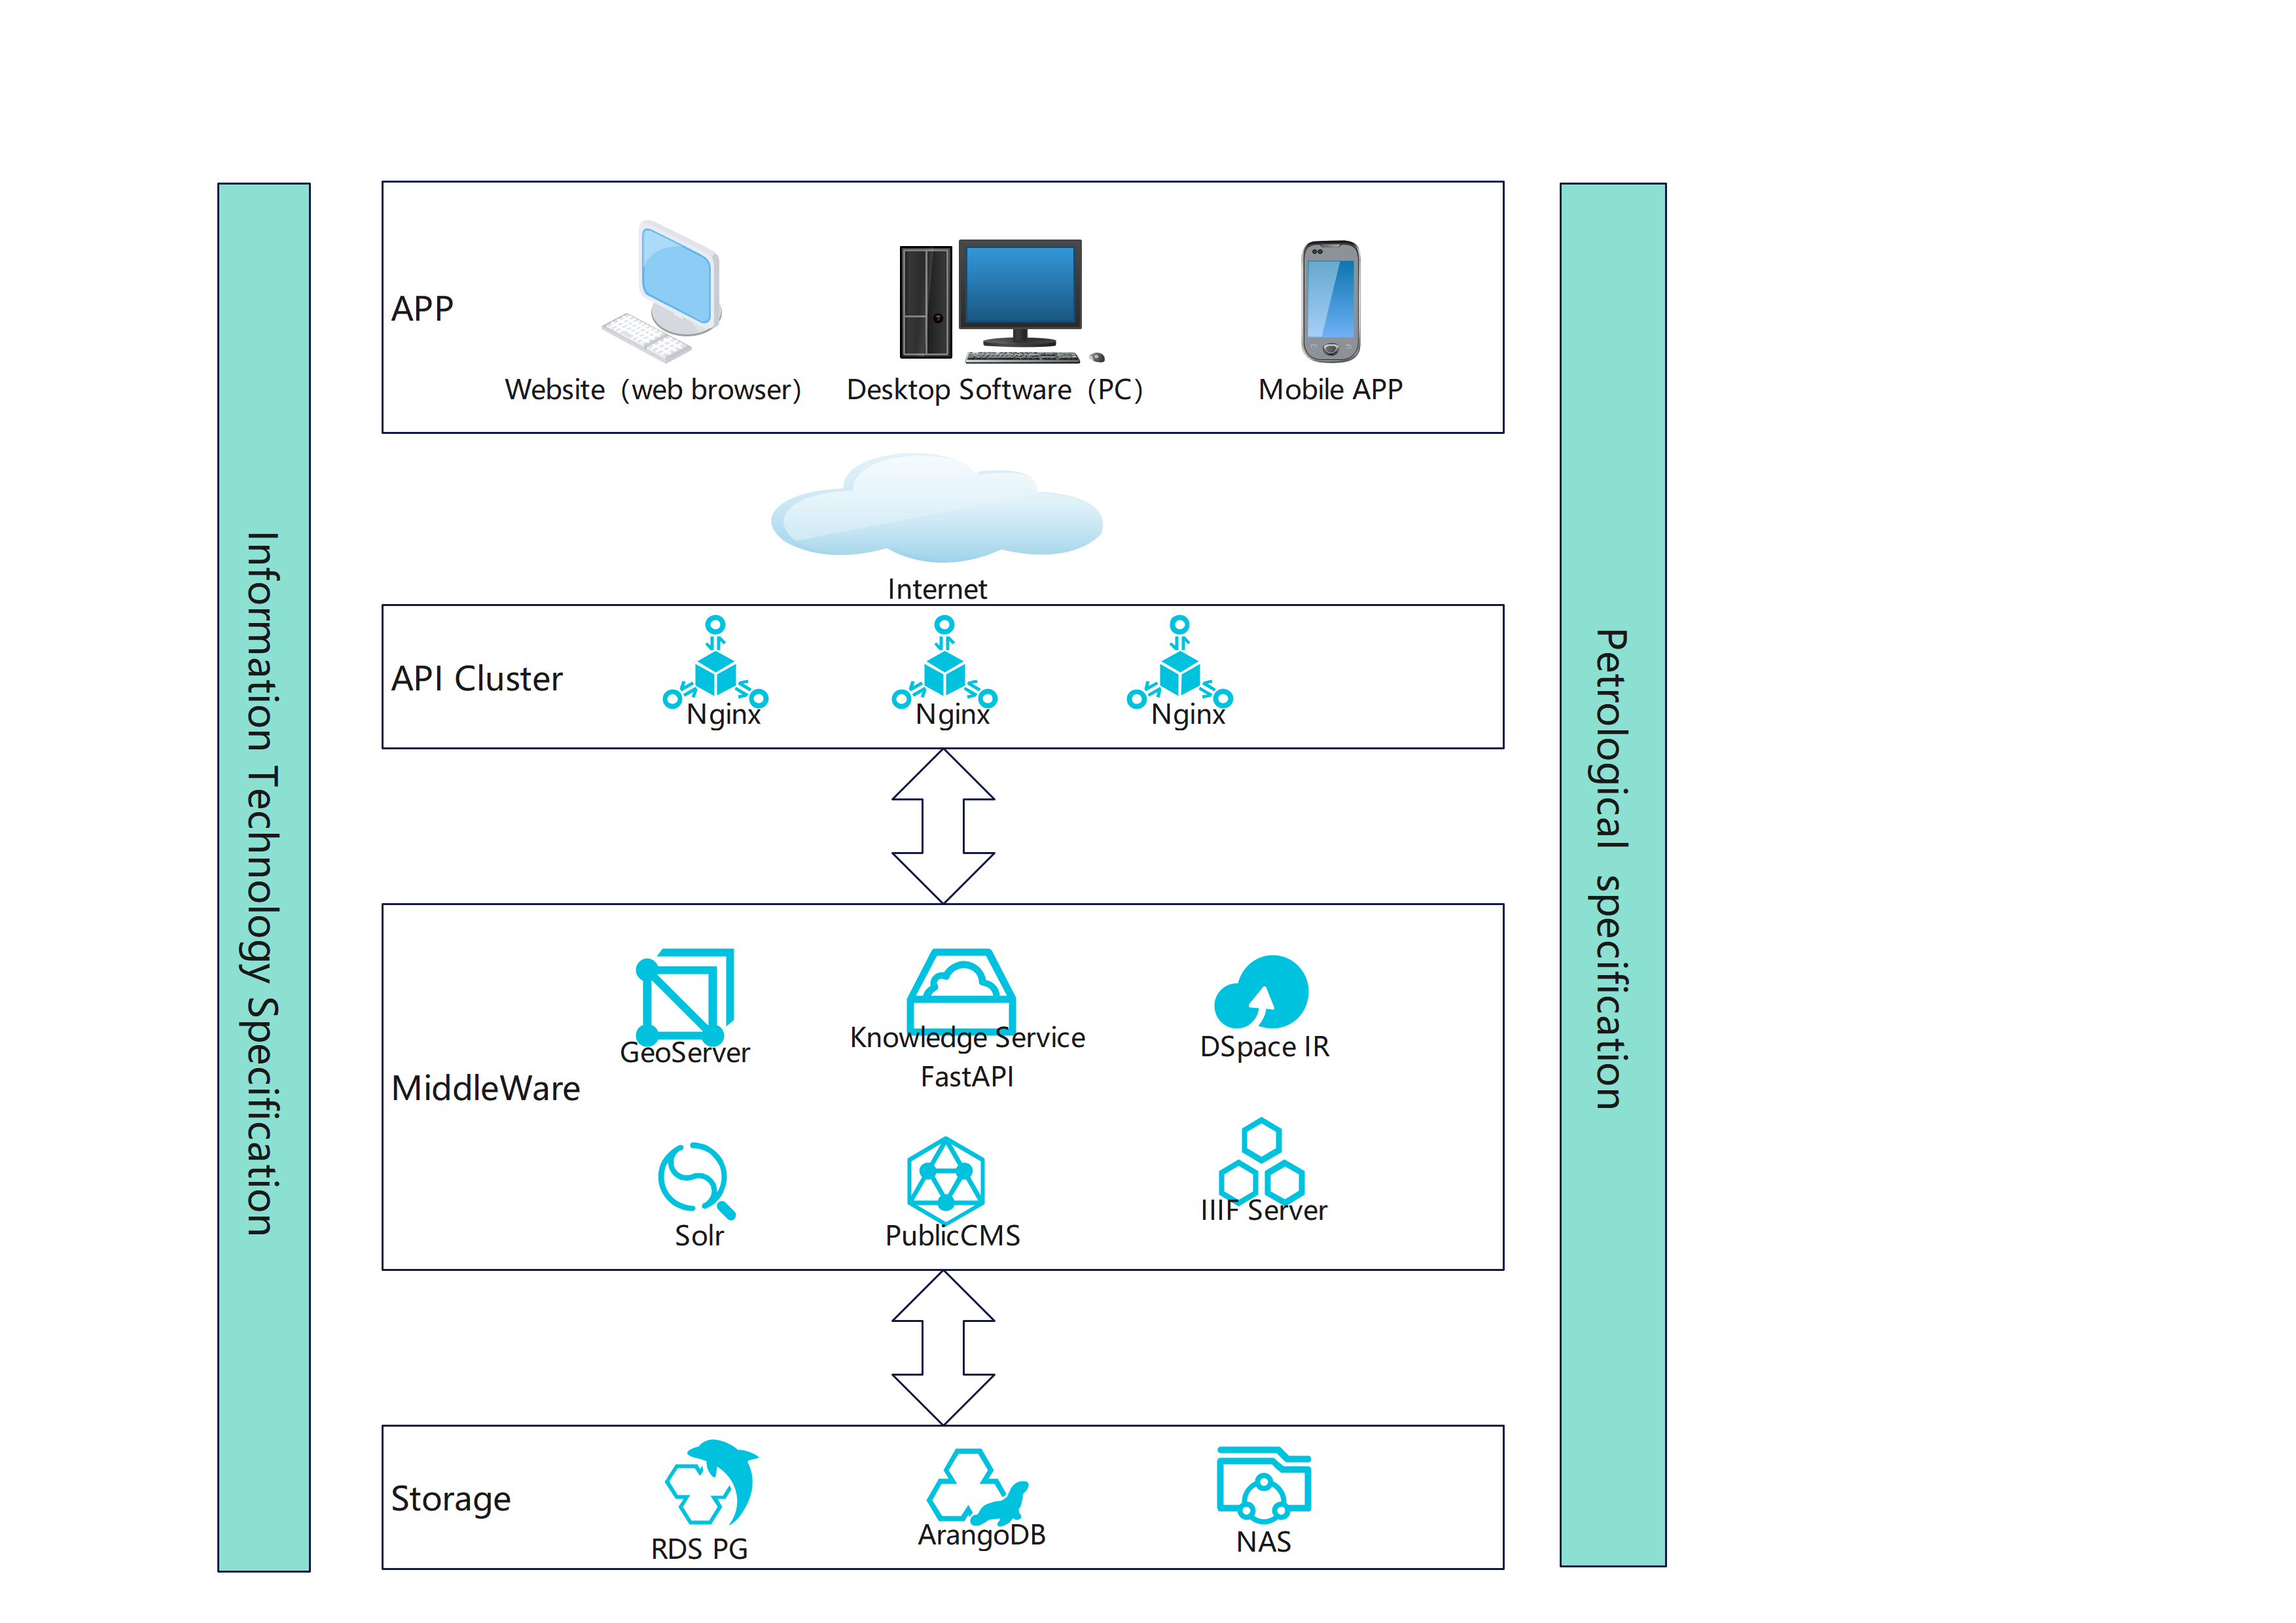 Information Technology Specification
APP
Website（web browser）
Desktop Software（PC）
Mobile APP
Internet
API Cluster
Nginx
Nginx
Nginx
MiddleWare
GeoServer
Knowledge Service
FastAPI
DSpace IR
Solr
PublicCMS
IIIF Server
Storage
RDS PG
ArangoDB
NAS
Petrological specification